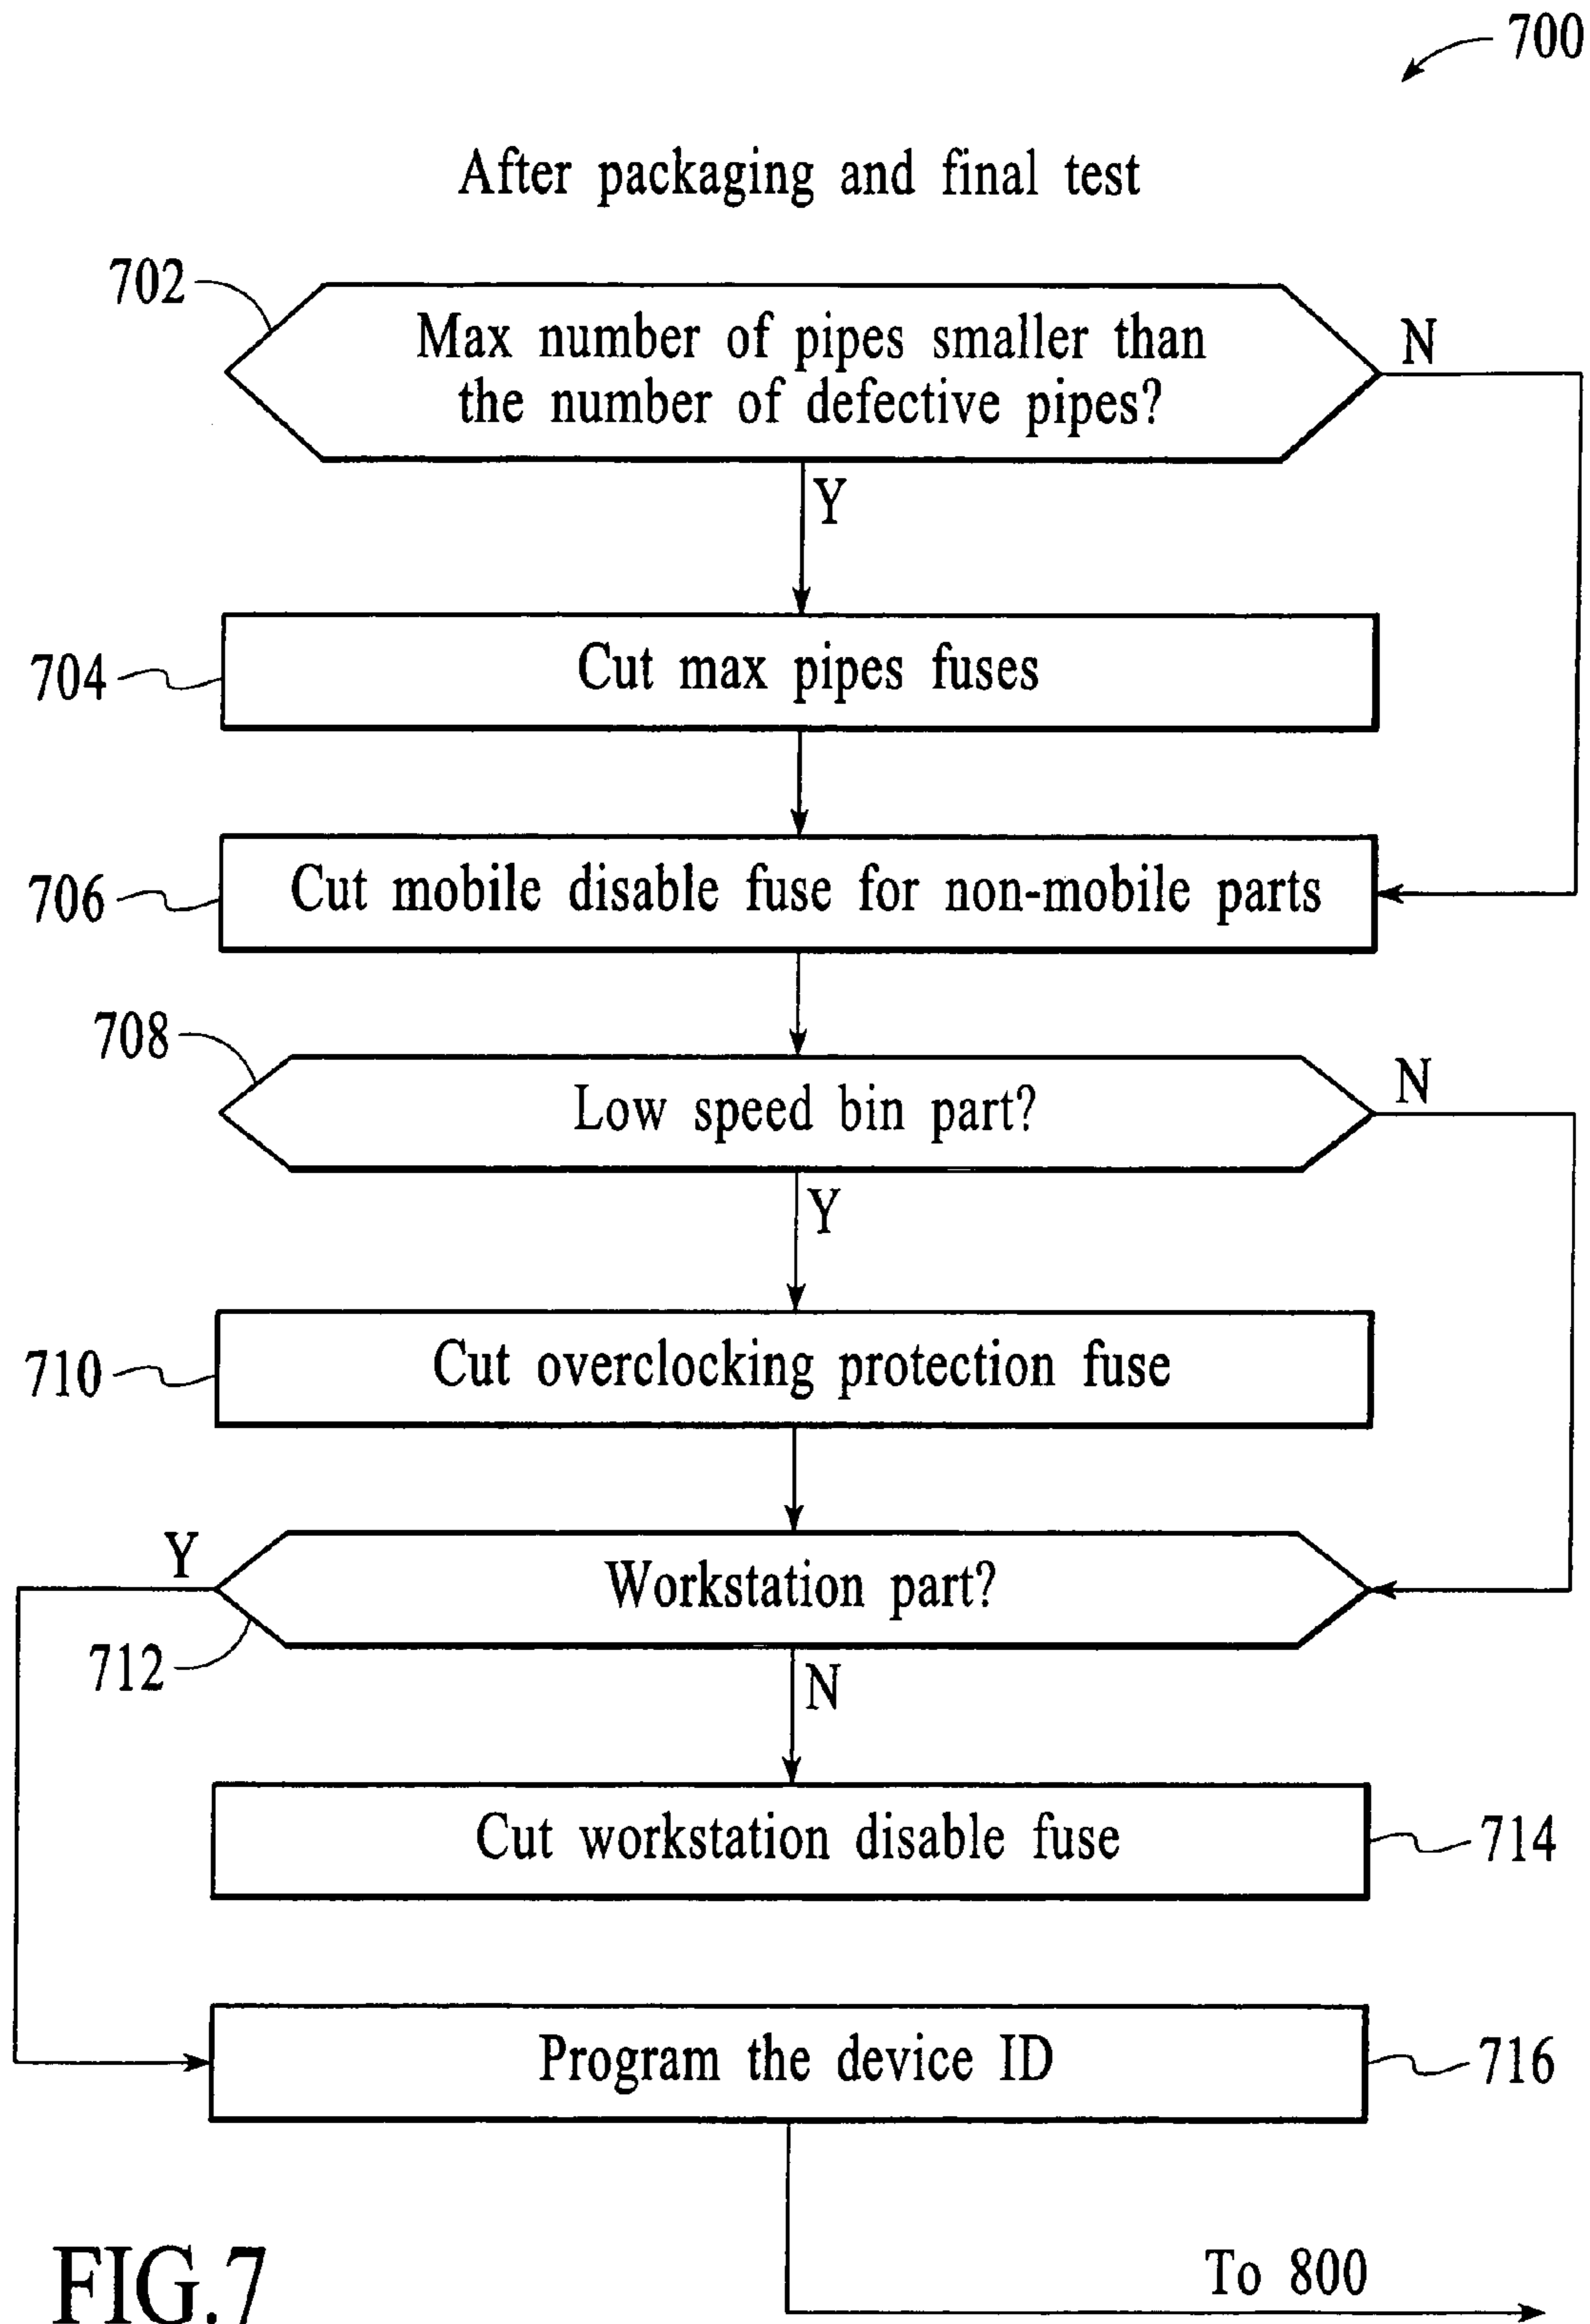 700
After packaging and final test
702
Max number of pipes smaller than
the number of defective pipes?
N
Y
704
Cut max pipes fuses
706
Cut mobile disable fuse for non-mobile parts
708
Low speed bin part?
N
Y
710
Cut overclocking protection fuse
Y
Workstation part?
712
N
Cut workstation disable fuse
714
Program the device ID
716
To 800
FIG.7